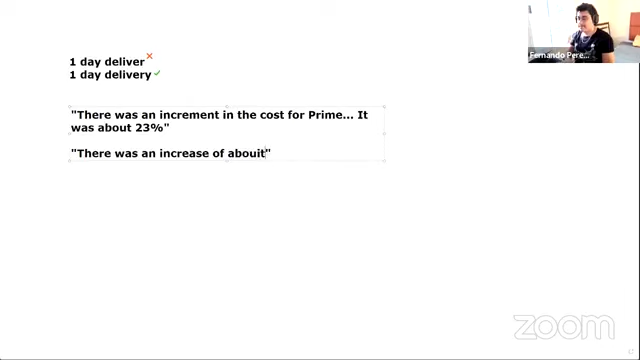 1 day deliver
1 day delivery
"There was an increment in the cost for Prime... It
was about 23%"
"There was an increase of abouit"
Fernando Pere...
zoom